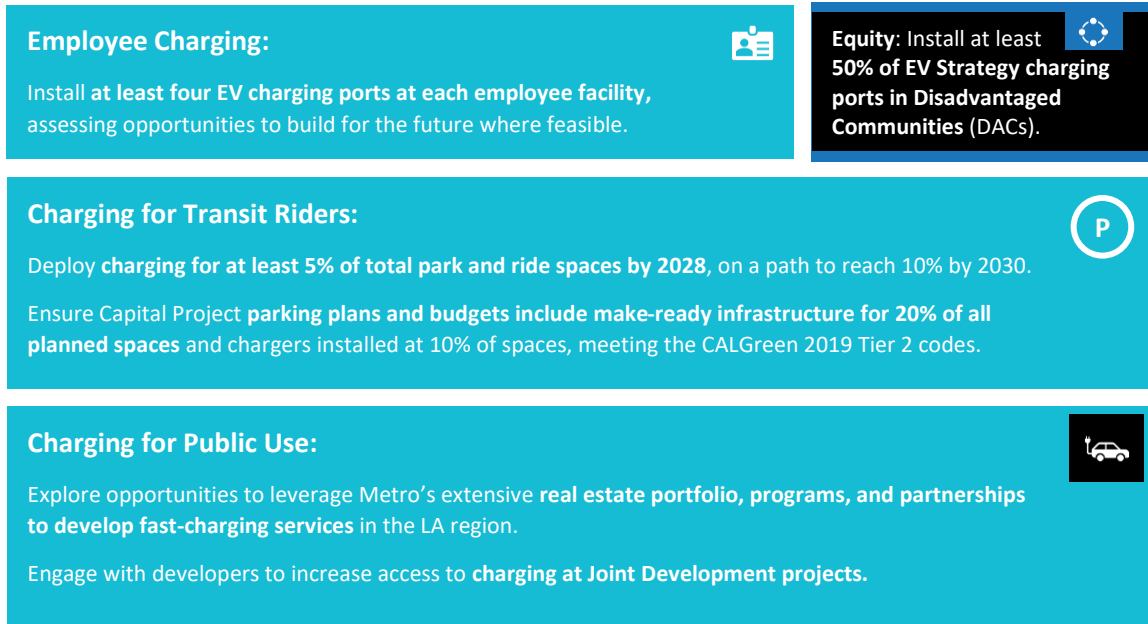 Employee Charging:
Install at least four EV charging ports at each employee facility,
assessing opportunities to build for the future where feasible.
Equity: Install at least
50% of EV Strategy charging
ports in Disadvantaged
Communities (DACs).
Charging for Transit Riders:
P
Deploy charging for at least 5% of total park and ride spaces by 2028, on a path to reach 10% by 2030.
Ensure Capital Project parking plans and budgets include make-ready infrastructure for 20% of all
planned spaces and chargers installed at 10% of spaces, meeting the CALGreen 2019 Tier 2 codes.
Charging for Public Use:
Explore opportunities to leverage Metro's extensive real estate portfolio, programs, and partnerships
to develop fast-charging services in the LA region.
Engage with developers to increase access to charging at Joint Development projects.